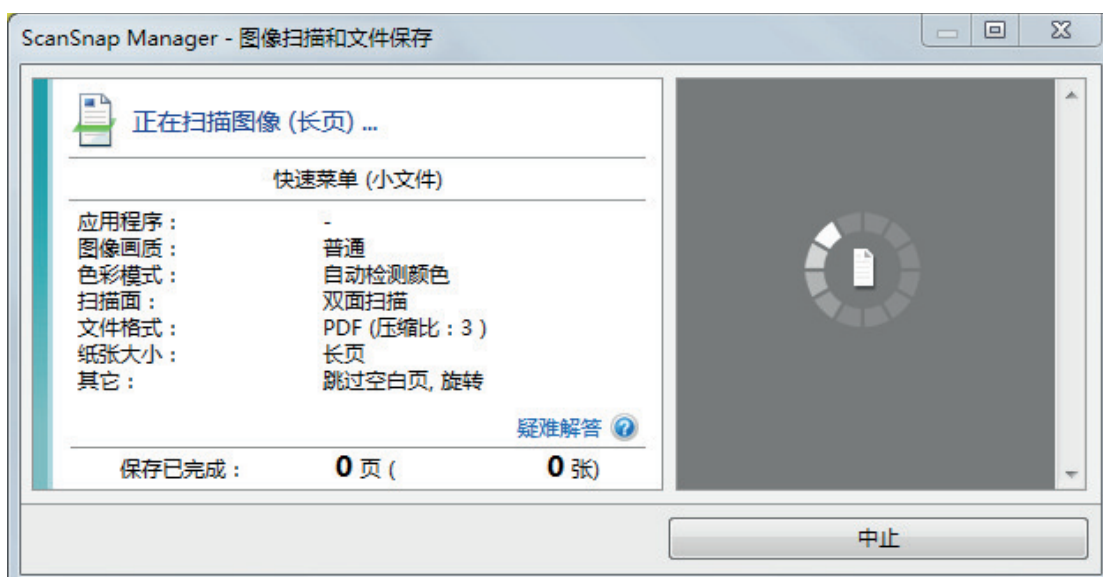 ScanSnap Manager - 图像扫描和文件保存
正在扫描图像 (长页) ...
快速菜单 (小文件)
应用程序： -
图像画质： 普通
色彩模式： 自动检测颜色
扫描面： 双面扫描
文件格式： PDF (压缩比：3 )
纸张大小： 长页
其它： 跳过空白页, 旋转
疑难解答
保存已完成： 0 页 ( 0 张)
中止